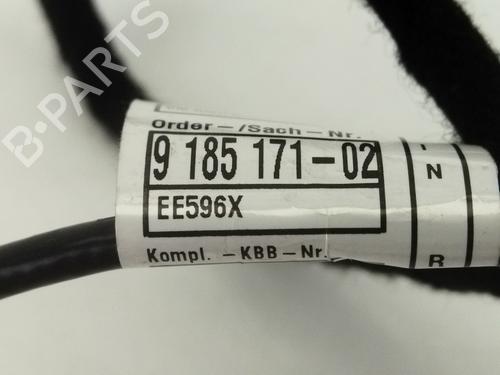 B-PARTS
Order-/Sach-Nr.
9 185 171-02
EE596X
Kompl. -KBB-Nr.
N
R